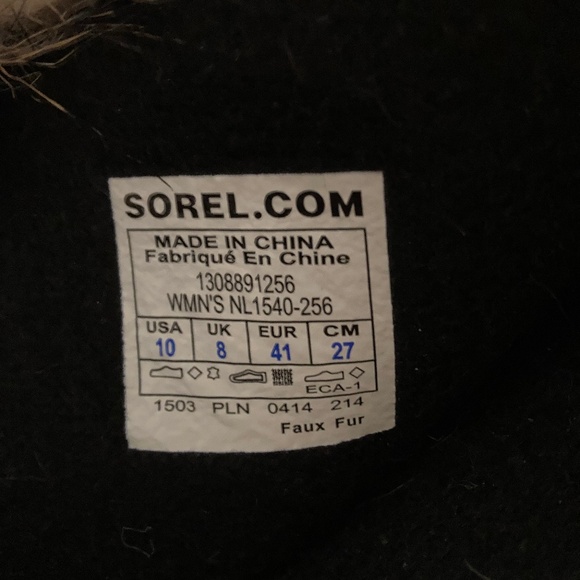 SOREL.COM
MADE IN CHINA
Fabriqué En Chine
1308891256
WMN'S NL1540-256
USA UK EUR CM
10 8 41 27
ECA-1
1503 PLN 0414 214
Faux Fur